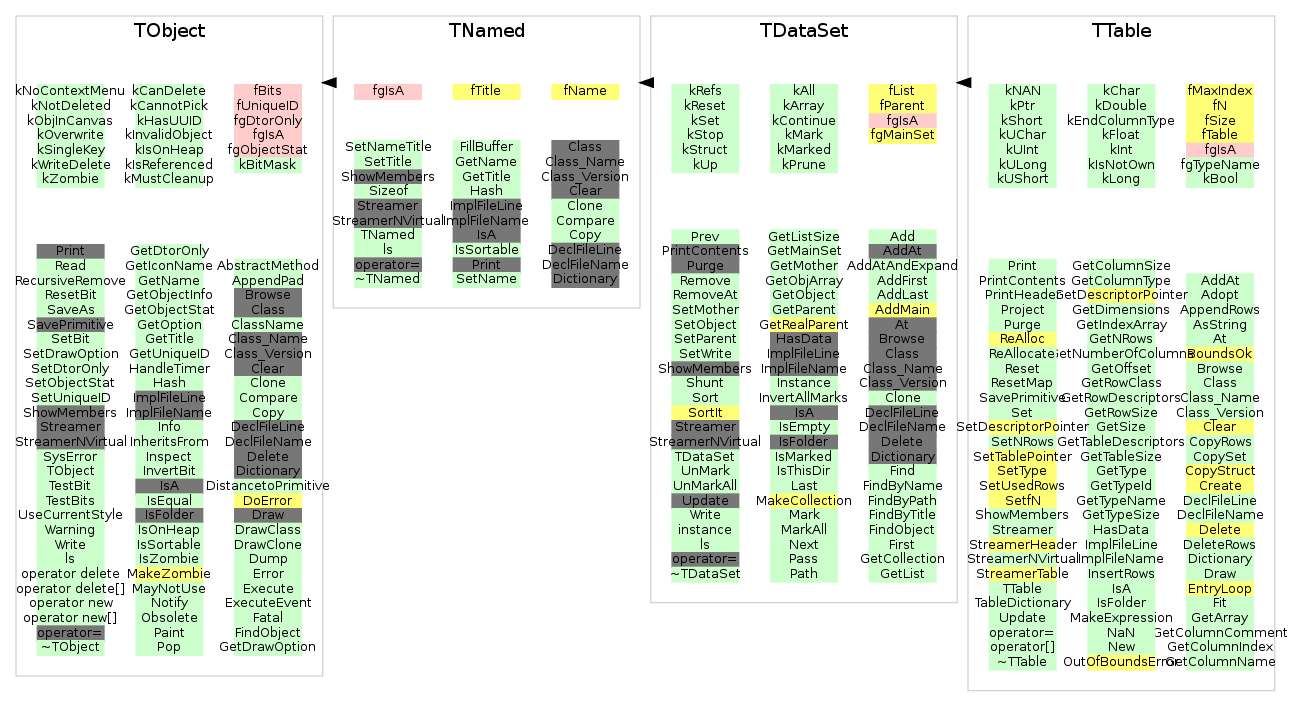 TObject
kNoContextMenu
kNotDeleted
kObjInCanvas
kOverwrite
kSingleKey
kWriteDelete
kZombie
kCanDelete
kCannotPick
kHasUUID
kInvalidObject
kIsOnHeap
kIsReferenced
kMustCleanup
fBits
fUniqueID
fgDtorOnly
fgIsA
fgObjectStat
kBitMask
Print
Read
RecursiveRemove
ResetBit
SaveAs
SavePrimitive
SetBit
SetDrawOption
SetDtorOnly
SetObjectStat
SetUniqueID
ShowMembers
Streamer
StreamerNVirtual
SysError
TObject
TestBit
TestBits
UseCurrentStyle
Warning
Write
ls
operator delete
operator delete[]
operator new
operator new[]
operator=
~TObject
GetDtorOnly
GetIconName
GetName
GetObjectInfo
GetObjectStat
GetOption
GetTitle
GetUniqueID
HandleTimer
Hash
ImplFileLine
ImplFileName
Info
InheritsFrom
Inspect
InvertBit
IsA
IsEqual
IsFolder
IsOnHeap
IsSortable
IsZombie
MakeZombie
MayNotUse
Notify
Obsolete
Paint
Pop
AbstractMethod
AppendPad
Browse
Class
ClassName
Class_Name
Class_Version
Clear
Clone
Compare
Copy
DeclFileLine
DeclFileName
Delete
Dictionary
DistancetoPrimitive
DoError
Draw
DrawClass
DrawClone
Dump
Error
Execute
ExecuteEvent
Fatal
FindObject
GetDrawOption
TNamed
fgIsA
fTitle
fName
SetNameTitle
SetTitle
ShowMembers
Sizeof
Streamer
StreamerNVirtual
TNamed
ls
operator=
~TNamed
FillBuffer
GetName
GetTitle
Hash
ImplFileLine
ImplFileName
IsA
IsSortable
Print
SetName
Class
Class_Name
Class_Version
Clear
Clone
Compare
Copy
DeclFileLine
DeclFileName
Dictionary
TDataSet
kRefs
kReset
kSet
kStop
kStruct
kUp
kAll
kArray
kContinue
kMark
kMarked
kPrune
fList
fParent
fgIsA
fgMainSet
Prev
PrintContents
Purge
Remove
RemoveAt
SetMother
SetObject
SetParent
SetWrite
ShowMembers
Shunt
Sort
SortIt
Streamer
StreamerNVirtual
TDataSet
UnMark
UnMarkAll
Update
Write
instance
ls
operator=
~TDataSet
GetListSize
GetMainSet
GetMother
GetObjArray
GetObject
GetParent
GetRealParent
HasData
ImplFileLine
ImplFileName
Instance
InvertAllMarks
IsA
IsEmpty
IsFolder
IsMarked
IsThisDir
Last
MakeCollection
Mark
MarkAll
Next
Pass
Path
Add
AddAt
AddAtAndExpand
AddFirst
AddLast
AddMain
At
Browse
Class
Class_Name
Class_Version
Clone
DeclFileLine
DeclFileName
Delete
Dictionary
Find
FindByName
FindByPath
FindByTitle
FindObject
First
GetCollection
GetList
TTable
kNAN
kPtr
kShort
kUChar
kUInt
kULong
kUShort
kChar
kDouble
kEndColumnType
kFloat
kInt
kIsNotOwn
kLong
fMaxIndex
fN
fSize
fTable
fgIsA
fgTypeName
kBool
Print
PrintContents
PrintHeader
Project
Purge
ReAlloc
ReAllocate
Reset
ResetMap
SavePrimitive
Set
SetDescriptorPointer
SetNRows
SetTablePointer
SetType
SetUsedRows
SetfN
ShowMembers
Streamer
StreamerHeader
StreamerNVirtual
StreamerTable
TTable
TableDictionary
Update
operator=
operator[]
~TTable
GetColumnSize
GetColumnType
GetDescriptorPointer
GetDimensions
GetIndexArray
GetNRows
GetNumberOfColumns
GetOffset
GetRowClass
GetRowDescriptors
GetRowSize
GetSize
GetTableDescriptors
GetTableSize
GetType
GetTypeId
GetTypeName
GetTypeSize
HasData
ImplFileLine
ImplFileName
InsertRows
IsA
IsFolder
MakeExpression
NaN
New
OutOfBoundsError
AddAt
Adopt
AppendRows
AsString
At
BoundsOk
Browse
Class
Class_Name
Class_Version
Clear
CopyRows
CopySet
CopyStruct
Create
DeclFileLine
DeclFileName
Delete
DeleteRows
Dictionary
Draw
EntryLoop
Fit
GetArray
GetColumnComment
GetColumnIndex
GetColumnName